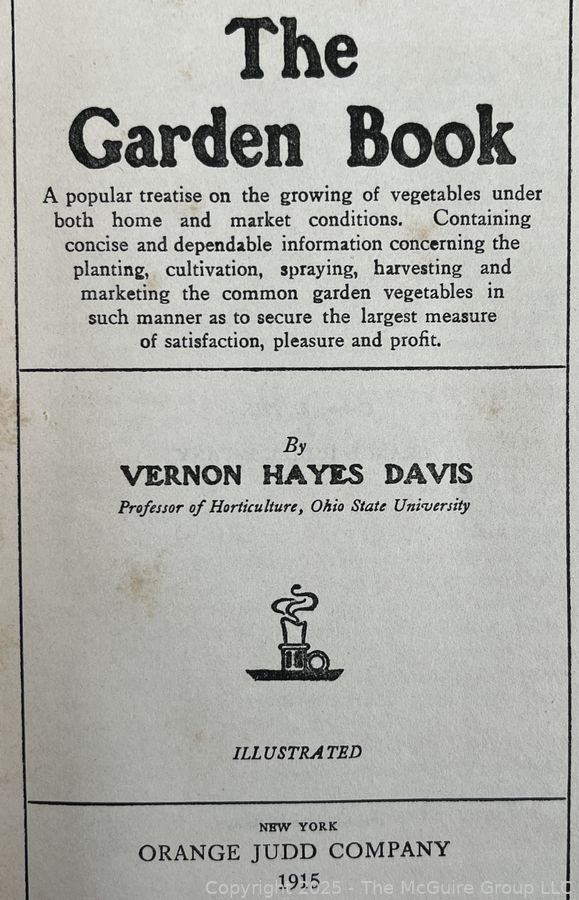 The
Garden Book
A popular treatise on the growing of vegetables under
both home and market conditions. Containing
concise and dependable information concerning the
planting, cultivation, spraying, harvesting and
marketing the common garden vegetables in
such manner as to secure the largest measure
of satisfaction, pleasure and profit.
By
VERNON HAYES DAVIS
Professor of Horticulture, Ohio State University
ILLUSTRATED
NEW YORK
ORANGE JUDD COMPANY
1915
Copyright 2025 - The McGuire Group LLC